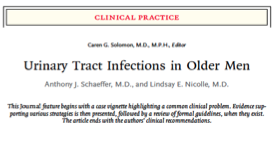 CLINICAL PRACTICE
Caren G. Solomon, M.D., M.P.H., Editor
Urinary Tract Infections in Older Men
Anthony J. Schaeffer, M.D., and Lindsay E. Nicolle, M.D.
This Journal feature begins with a case vignette highlighting a common clinical problem. Evidence sup-
porting various strategies is then presented, followed by a review of formal guidelines, when they exist.
The article ends with the authors' clinical recommendations.